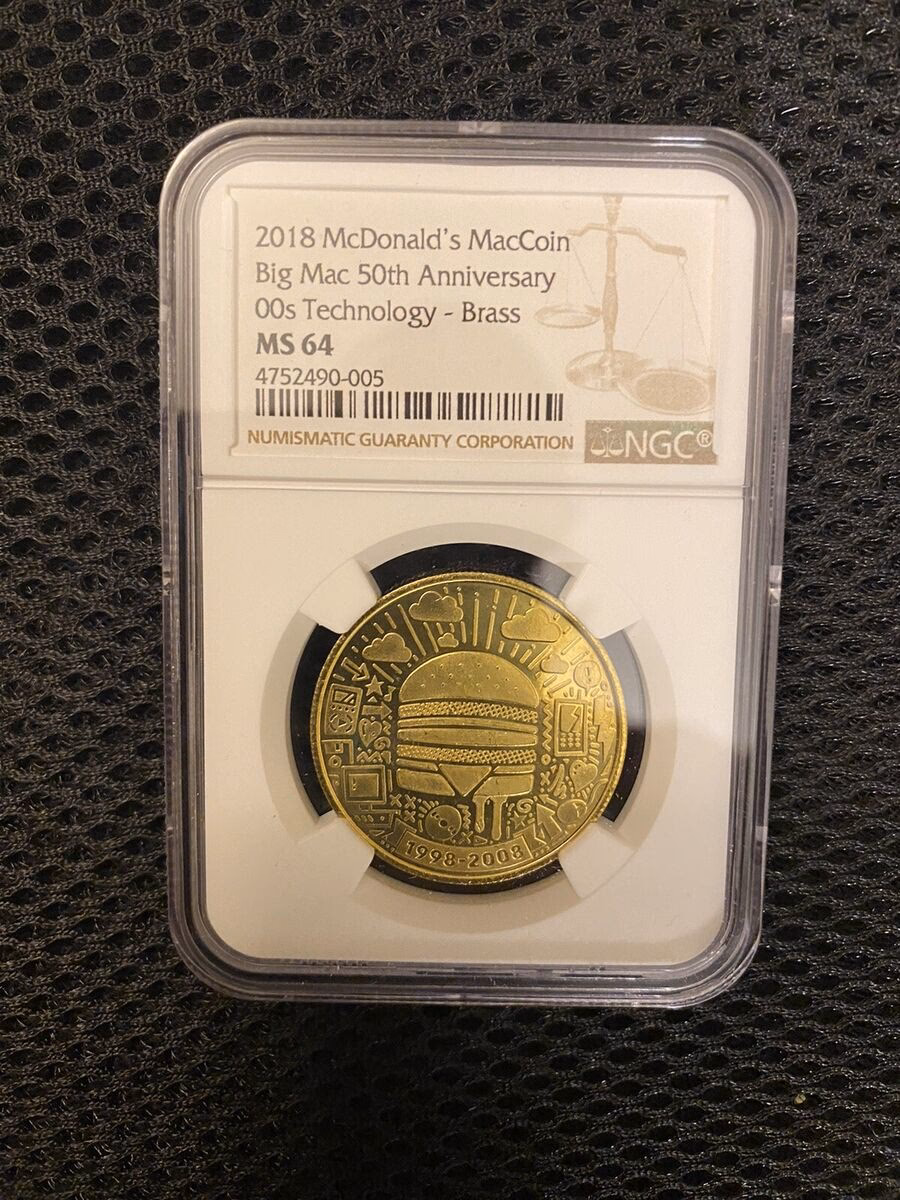 2018 McDonald's MacCoin
Big Mac 50th Anniversary
00s Technology - Brass
MS 64
4752490-005
NUMISMATIC GUARANTY CORPORATION
NGC®
1998-2008